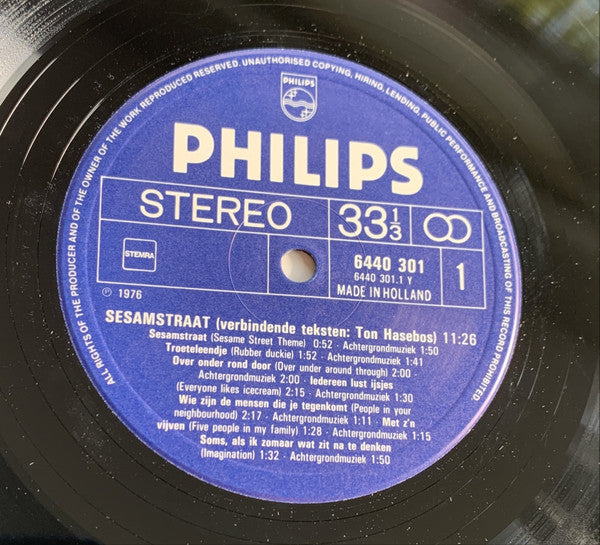 ALL RIGHTS OF THE PRODUCER AND OF THE OWNER OF THE WORK REPRODUCED RESERVED. UNAUTHORISED COPYING, HIRING, LENDING, PUBLIC PERFORMANCE AND BROADCASTING OF THIS RECORD PROHIBITED
PHILIPS
PHILIPS
STEREO 33 1/3
STEMRA
6440 301 1
6440 301.1 Y
MADE IN HOLLAND
℗ 1976
SESAMSTRAAT (verbindende teksten: Ton Hasebos) 11:26
Sesamstraat (Sesame Street Theme) 0:52 · Achtergrondmuziek 1:50
Troeteleendje (Rubber duckie) 1:52 · Achtergrondmuziek 1:41
Over onder rond door (Over under around through) 2:00 ·
Achtergrondmuziek 2:00 · Iedereen lust ijsjes
(Everyone likes icecream) 2:15 · Achtergrondmuziek 1:30
Wie zijn de mensen die je tegenkomt (People in your
neighbourhood) 2:17 · Achtergrondmuziek 1:11 · Met z'n
vijven (Five people in my family) 1:28 · Achtergrondmuziek 1:15
Soms, als ik zomaar wat zit na te denken
(Imagination) 1:32 · Achtergrondmuziek 1:50